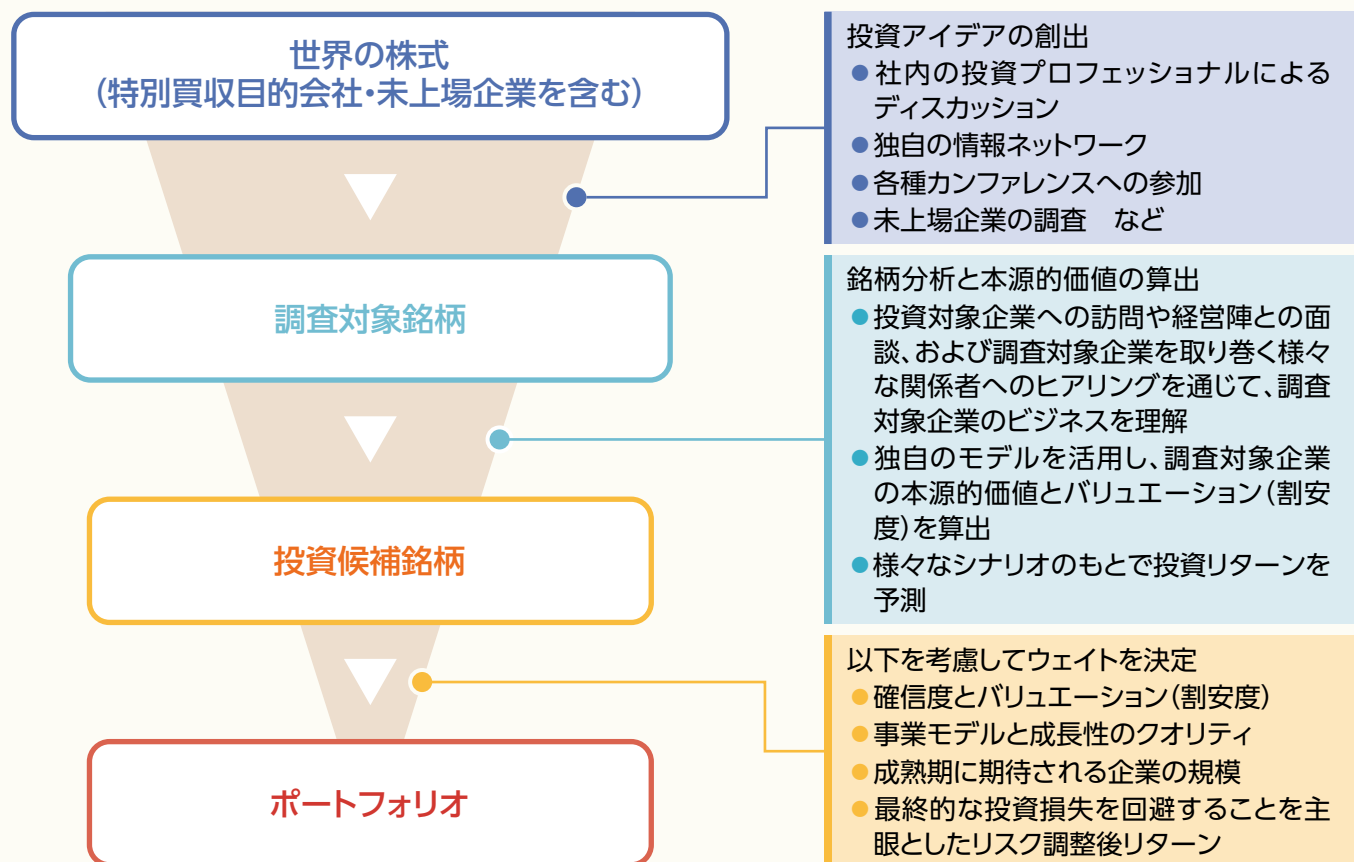 世界の株式
（特別買収目的会社・未上場企業を含む）
投資アイデアの創出
●社内の投資プロフェッショナルによる
ディスカッション
●独自の情報ネットワーク
●各種カンファレンスへの参加
●未上場企業の調査　など
調査対象銘柄
銘柄分析と本源的価値の算出
●投資対象企業への訪問や経営陣との面
談、および調査対象企業を取り巻く様々
な関係者へのヒアリングを通じて、調査
対象企業のビジネスを理解
●独自のモデルを活用し、調査対象企業
の本源的価値とバリュエーション（割安
度）を算出
●様々なシナリオのもとで投資リターンを
予測
投資候補銘柄
以下を考慮してウェイトを決定
●確信度とバリュエーション（割安度）
●事業モデルと成長性のクオリティ
●成熟期に期待される企業の規模
●最終的な投資損失を回避することを主
眼としたリスク調整後リターン
ポートフォリオ